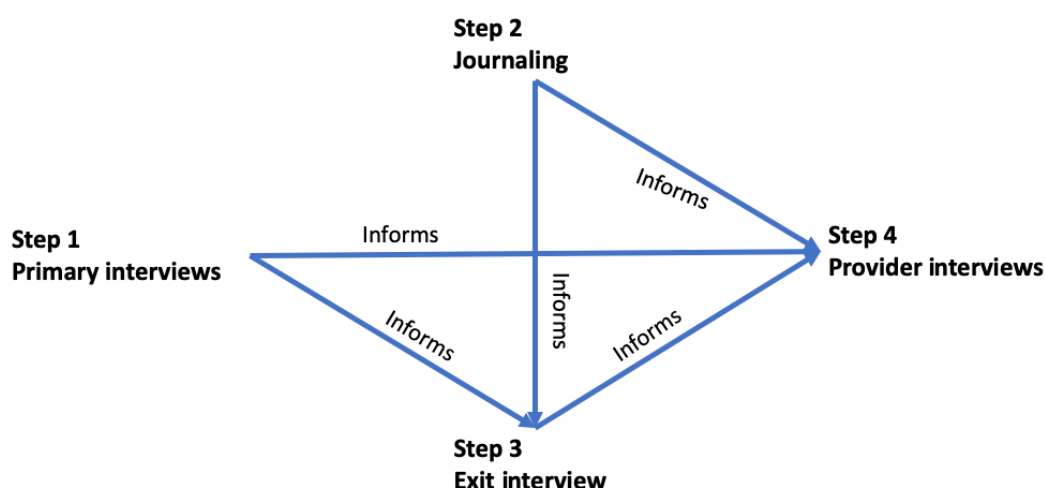 Step 2
Journaling
Informs
Step 1
Primary interviews
Informs
Step 4
Provider interviews
Informs
Informs
Informs
Step 3
Exit interview